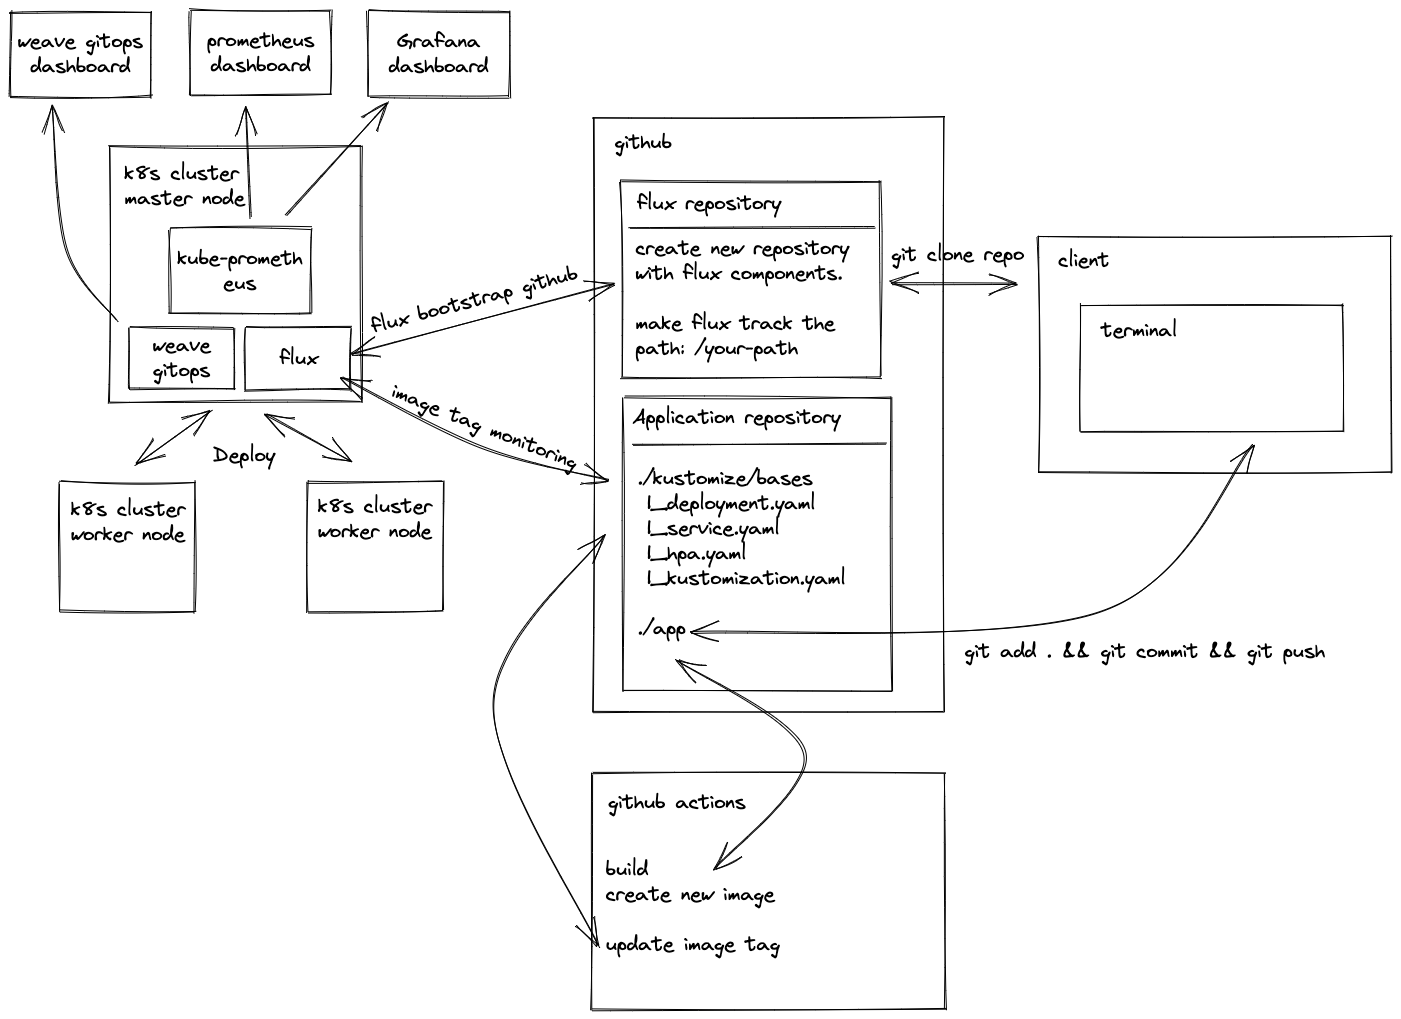 weave gitops
dashboard
prometheus
dashboard
Grafana
dashboard
k8s cluster
master node
kube-prometh
eus
weave
gitops
flux
Deploy
k8s cluster
worker node
k8s cluster
worker node
flux bootstrap github
image tag monitoring
github
flux repository
create new repository
with flux components.
make flux track the
path: /your-path
Application repository
./kustomize/bases
|_deployment.yaml
|_service.yaml
|_hpa.yaml
|_kustomization.yaml
./app
git clone repo
client
terminal
git add . && git commit && git push
github actions
build
create new image
update image tag